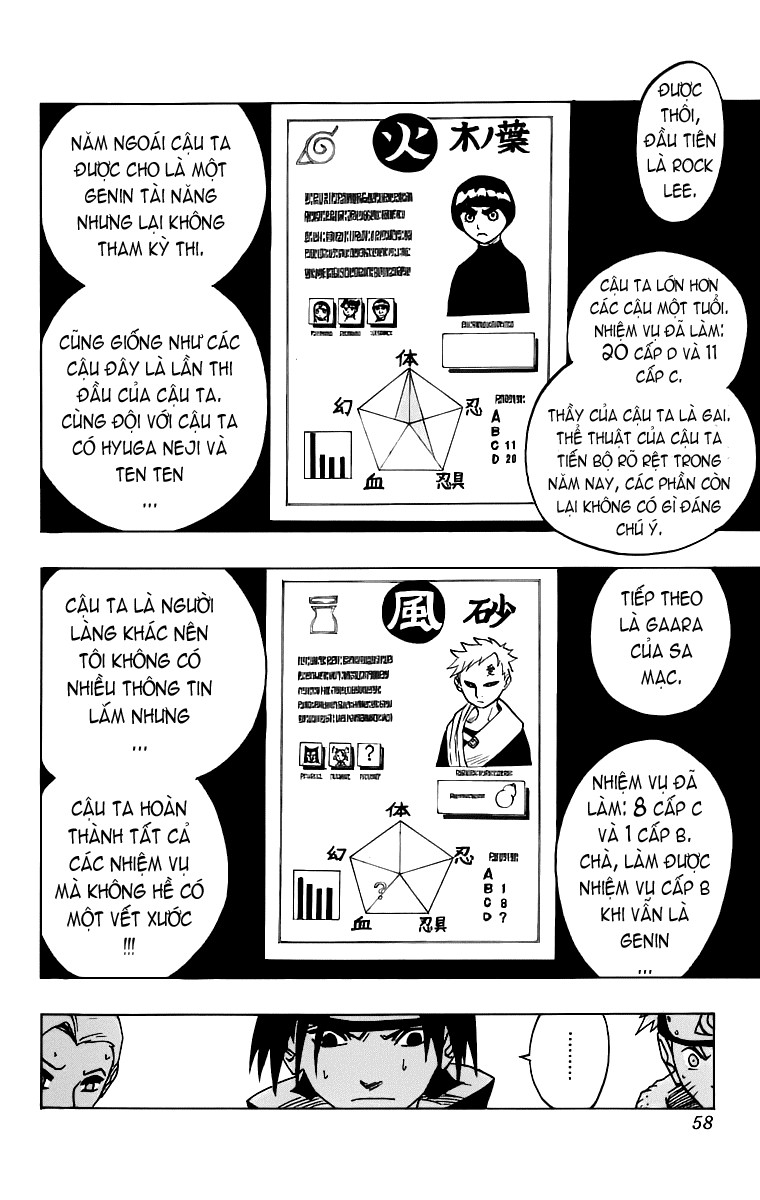 ĐƯỢC
THÔI,
ĐẦU TIÊN
LÀ ROCK
LEE.
CẬU TA LỚN HƠN
CÁC CẬU MỘT TUỔI.
NHIỆM VỤ ĐÃ LÀM:
20 CẤP D VÀ 11
CẤP C.
THẦY CỦA CẬU TA LÀ GAI.
THỂ THUẬT CỦA CẬU TA
TIẾN BỘ RÕ RỆT TRONG
NĂM NAY, CÁC PHẦN CÒN
LẠI KHÔNG CÓ GÌ ĐÁNG
CHÚ Ý.
火 木ノ葉
体
幻 忍
血 忍具
A
B
C 11
D 20
NĂM NGOÁI CẬU TA
ĐƯỢC CHO LÀ MỘT
GENIN TÀI NĂNG
NHƯNG LẠI KHÔNG
THAM KỲ THI.
CŨNG GIỐNG NHƯ CÁC
CẬU ĐÂY LÀ LẦN THI
ĐẦU CỦA CẬU TA.
CÙNG ĐỘI VỚI CẬU TA
CÓ HYUGA NEJI VÀ
TEN TEN
...
TIẾP THEO
LÀ GAARA
CỦA SA
MẠC.
NHIỆM VỤ ĐÃ
LÀM: 8 CẤP C
VÀ 1 CẤP B.
CHÀ, LÀM ĐƯỢC
NHIỆM VỤ CẤP B
KHI VẪN LÀ
GENIN
...
風 砂
?
体
幻 忍
?
血 忍具
A
B 1
C 8
D ?
CẬU TA LÀ NGƯỜI
LÀNG KHÁC NÊN
TÔI KHÔNG CÓ
NHIỀU THÔNG TIN
LẮM NHƯNG
...
CẬU TA HOÀN
THÀNH TẤT CẢ
CÁC NHIỆM VỤ
MÀ KHÔNG HỀ CÓ
MỘT VẾT XƯỚC
!!!
........
58